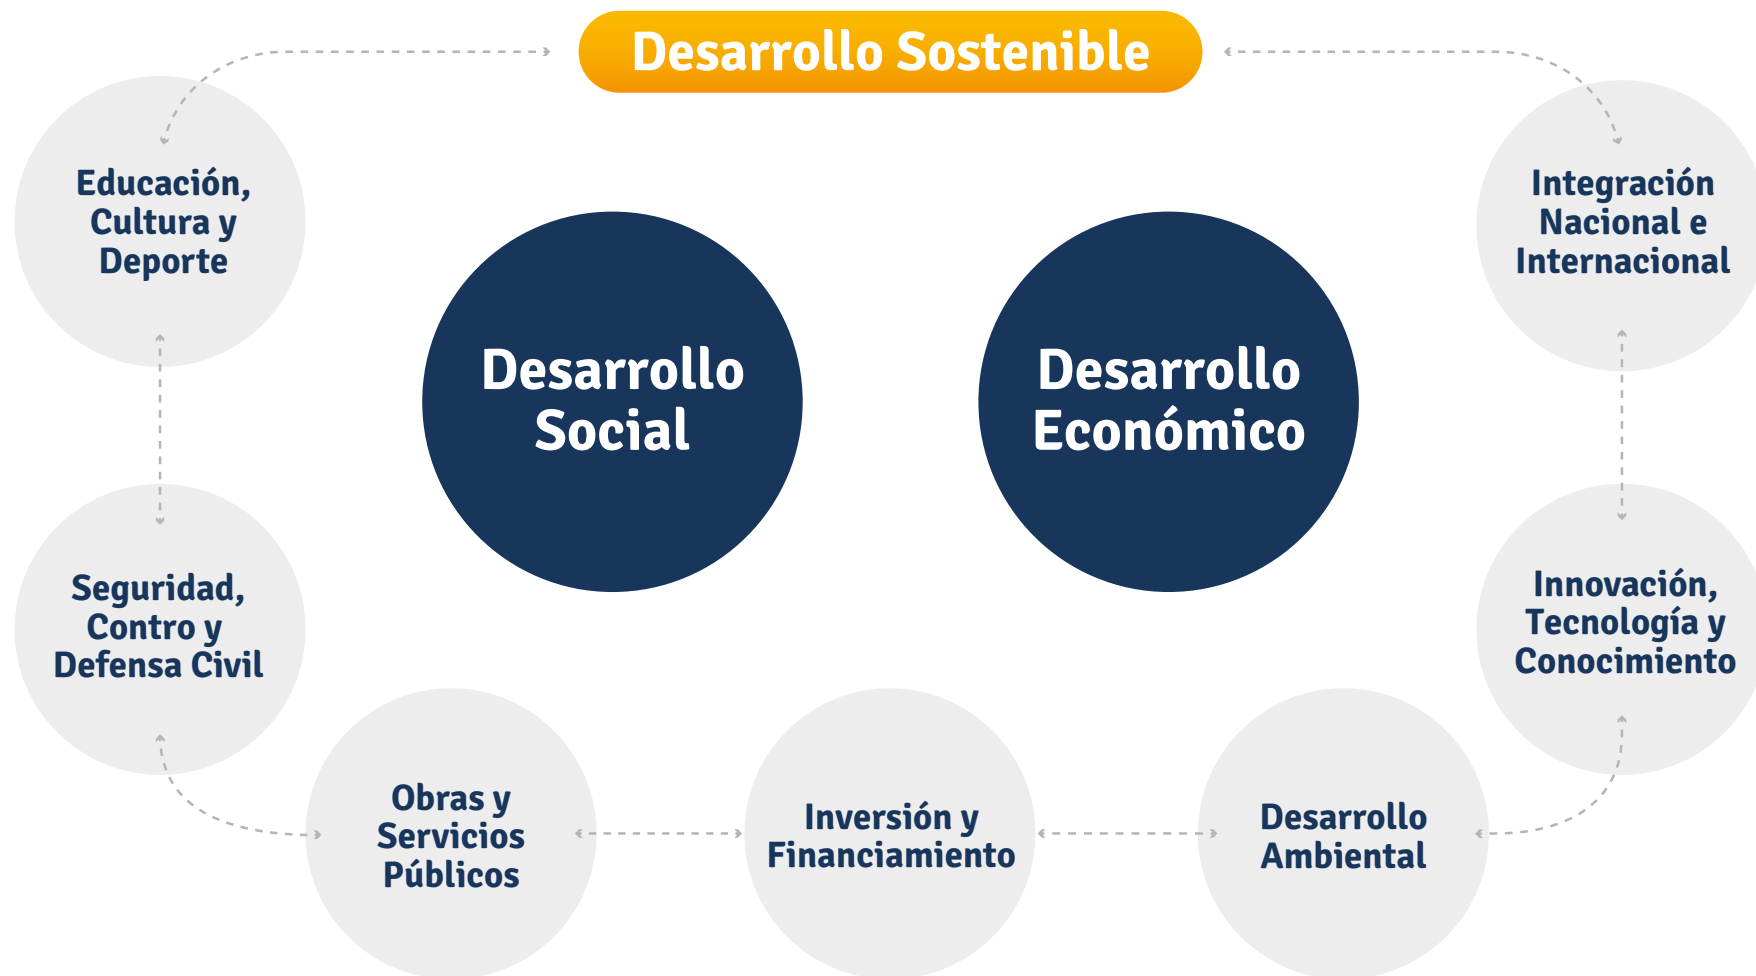 Desarrollo Sostenible
Educación,
Cultura y
Deporte
Integración
Nacional e
Internacional
Desarrollo
Social
Desarrollo
Económico
Seguridad,
Contro y
Defensa Civil
Innovación,
Tecnología y
Conocimiento
Obras y
Servicios
Públicos
Inversión y
Financiamiento
Desarrollo
Ambiental